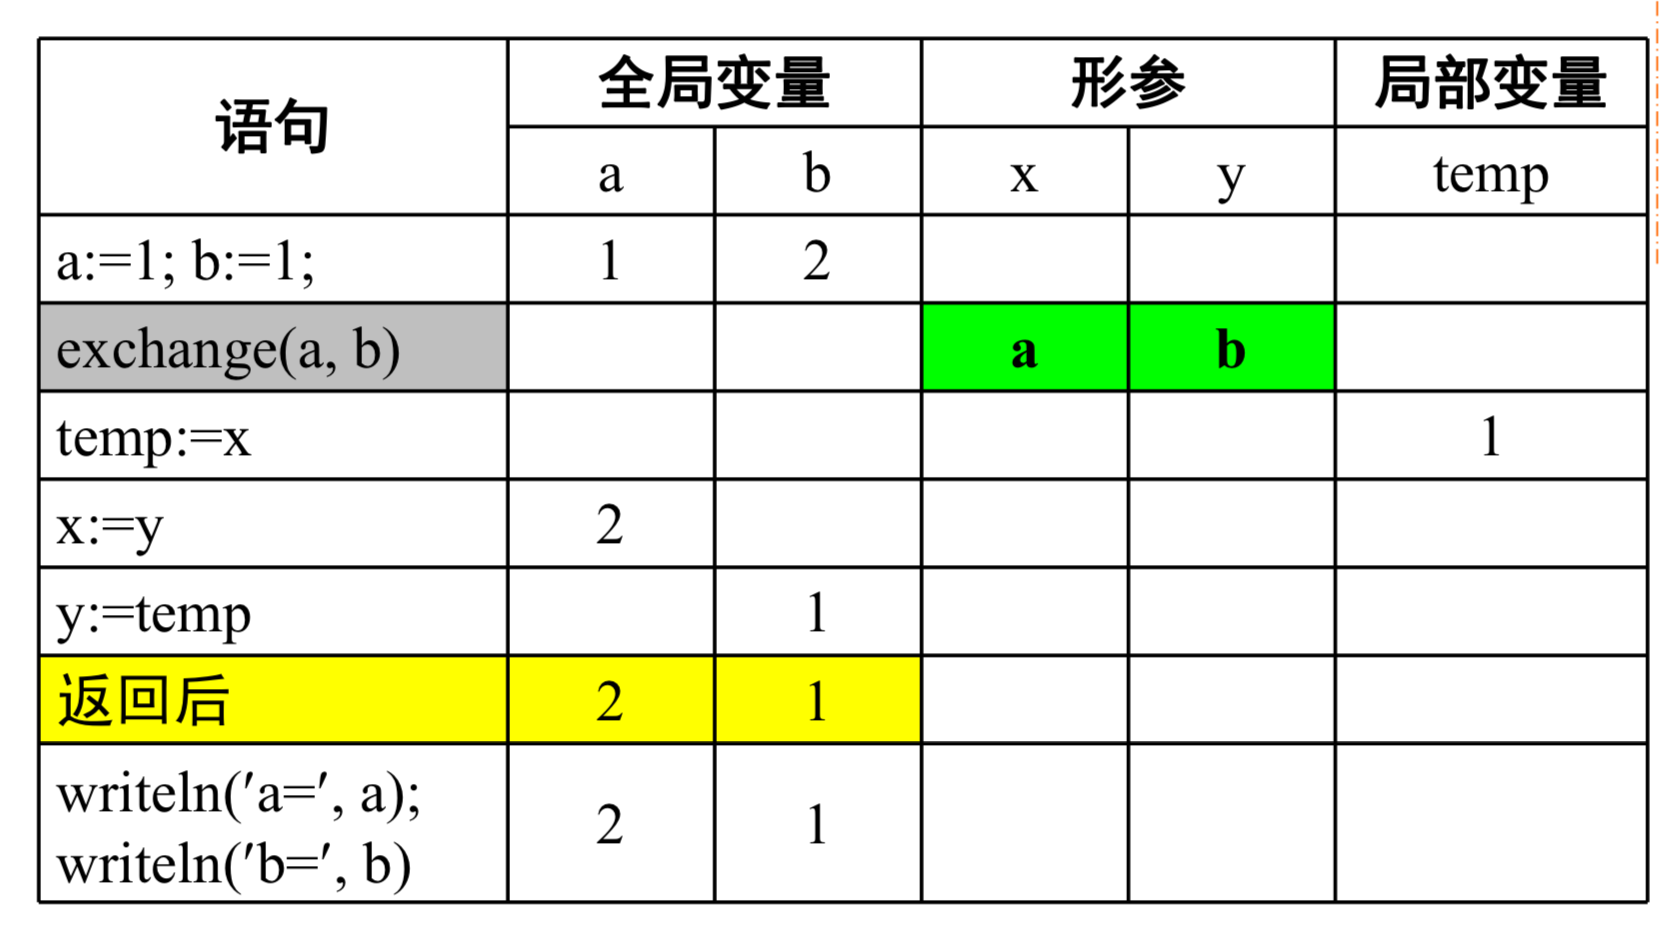 语句 全局变量 形参 局部变量
a b x y temp
a:=1; b:=1; 1 2
exchange(a, b) a b
temp:=x 1
x:=y 2
y:=temp 1
返回后 2 1
writeln('a=', a);
writeln('b=', b) 2 1